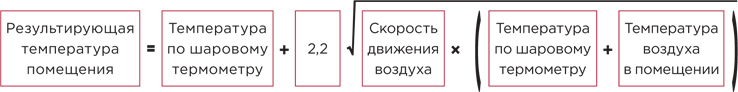 Результирующая температура помещения = Температура по шаровому термометру + 2,2 √ Скорость движения воздуха × ( Температура по шаровому термометру + Температура воздуха в помещении )